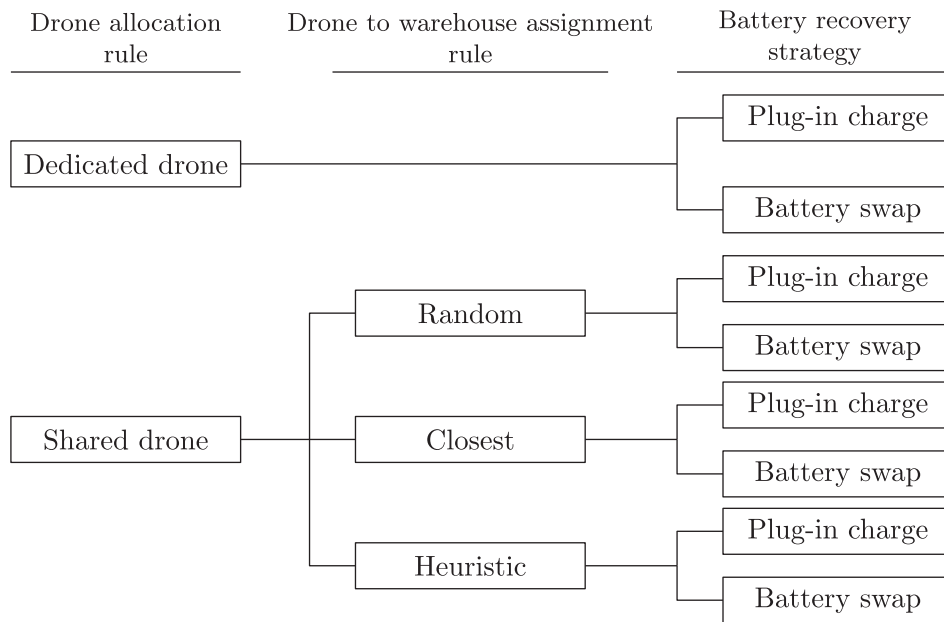 Drone allocation
rule
Drone to warehouse assignment
rule
Battery recovery
strategy
Dedicated drone
Plug-in charge
Battery swap
Shared drone
Random
Plug-in charge
Battery swap
Closest
Plug-in charge
Battery swap
Heuristic
Plug-in charge
Battery swap